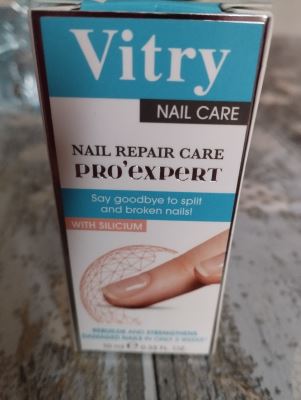 Vitry
NAIL CARE
NAIL REPAIR CARE
PRO'EXPERT
Say goodbye to split
and broken nails!
WITH SILICIUM
REBUILDS AND STRENGTHENS
DAMAGED NAILS IN ONLY 3 WEEKS*
10 ml ℮ 0.33 FL. OZ.